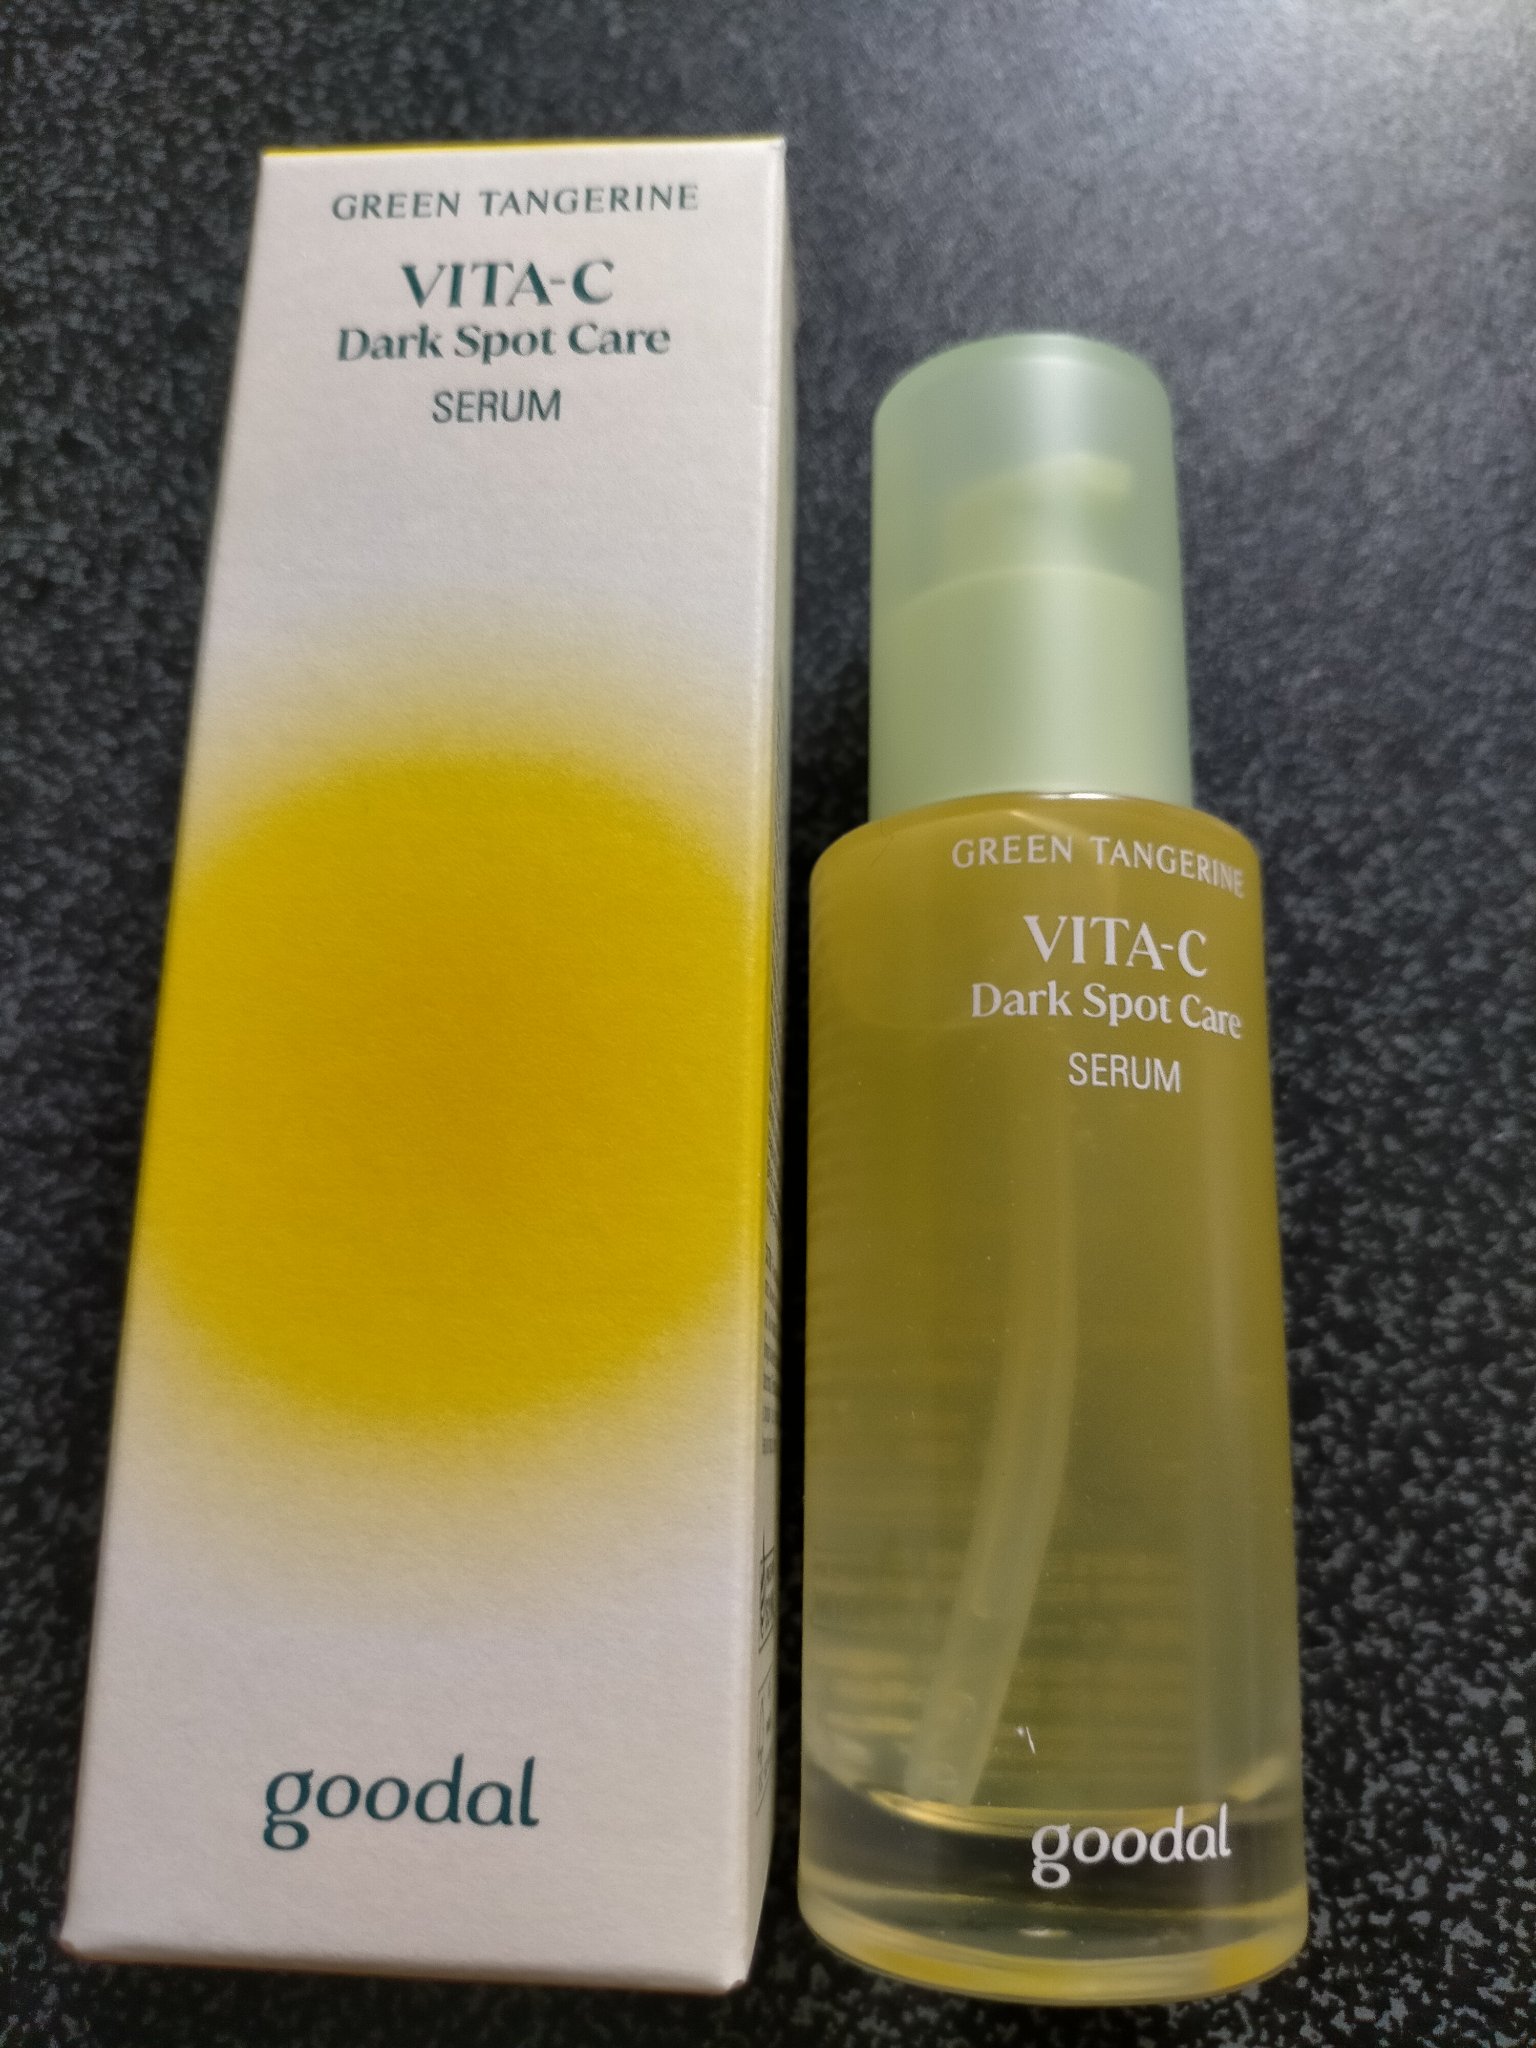 GREEN TANGERINE
VITA-C
Dark Spot Care
SERUM
goodal
GREEN TANGERINE
VITA-C
Dark Spot Care
SERUM
goodal